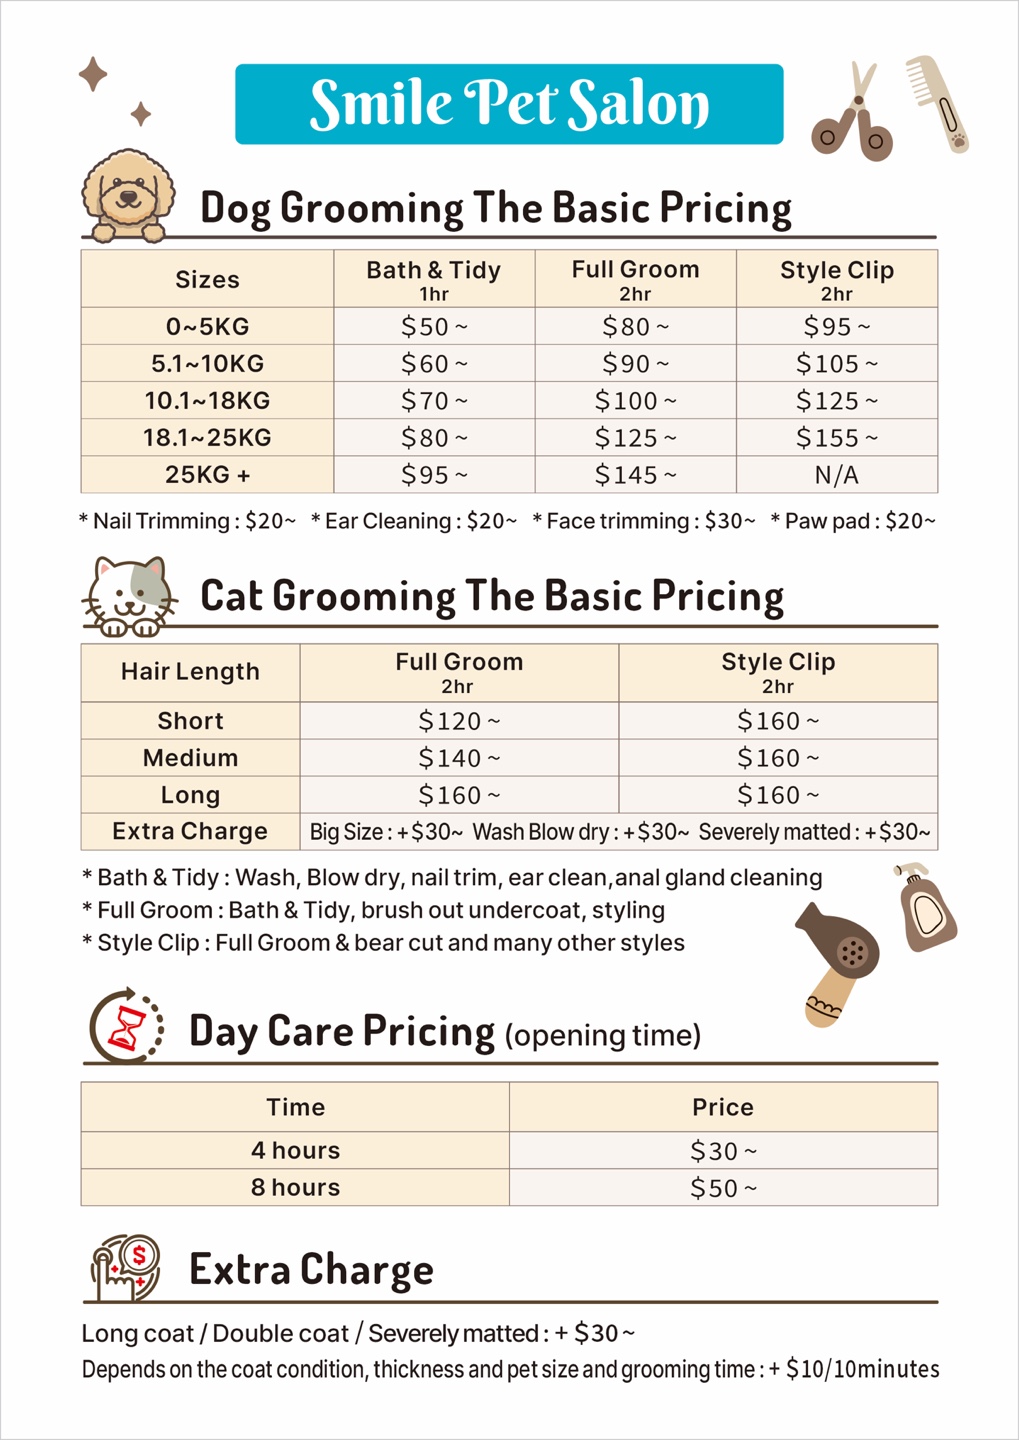 Smile Pet Salon
Dog Grooming The Basic Pricing
Sizes Bath & Tidy 1hr Full Groom 2hr Style Clip 2hr
0~5KG $50 ~ $80 ~ $95 ~
5.1~10KG $60 ~ $90 ~ $105 ~
10.1~18KG $70 ~ $100 ~ $125 ~
18.1~25KG $80 ~ $125 ~ $155 ~
25KG + $95 ~ $145 ~ N/A
* Nail Trimming : $20~ * Ear Cleaning : $20~ * Face trimming : $30~ * Paw pad : $20~
Cat Grooming The Basic Pricing
Hair Length Full Groom 2hr Style Clip 2hr
Short $120 ~ $160 ~
Medium $140 ~ $160 ~
Long $160 ~ $160 ~
Extra Charge Big Size : +$30~ Wash Blow dry : +$30~ Severely matted : +$30~
* Bath & Tidy : Wash, Blow dry, nail trim, ear clean,anal gland cleaning
* Full Groom : Bath & Tidy, brush out undercoat, styling
* Style Clip : Full Groom & bear cut and many other styles
Day Care Pricing (opening time)
Time Price
4 hours $30 ~
8 hours $50 ~
$
Extra Charge
Long coat / Double coat / Severely matted : + $30~
Depends on the coat condition, thickness and pet size and grooming time : + $10/10minutes